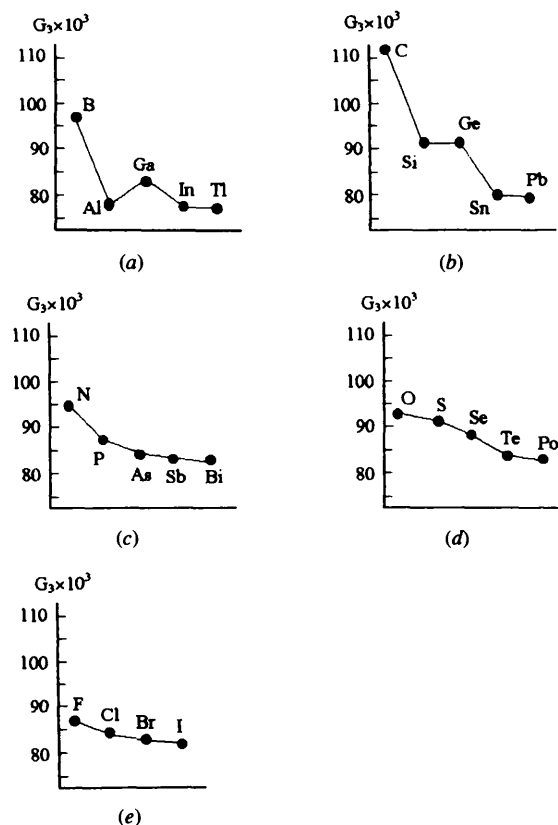 G₃×10³
110
100
90
80
B
Al
Ga
In
Tl
(a)
G₃×10³
110
100
90
80
C
Si
Ge
Sn
Pb
(b)
G₃×10³
110
100
90
80
N
P
As
Sb
Bi
(c)
G₃×10³
110
100
90
80
O
S
Se
Te
Po
(d)
G₃×10³
110
100
90
80
F
Cl
Br
I
(e)